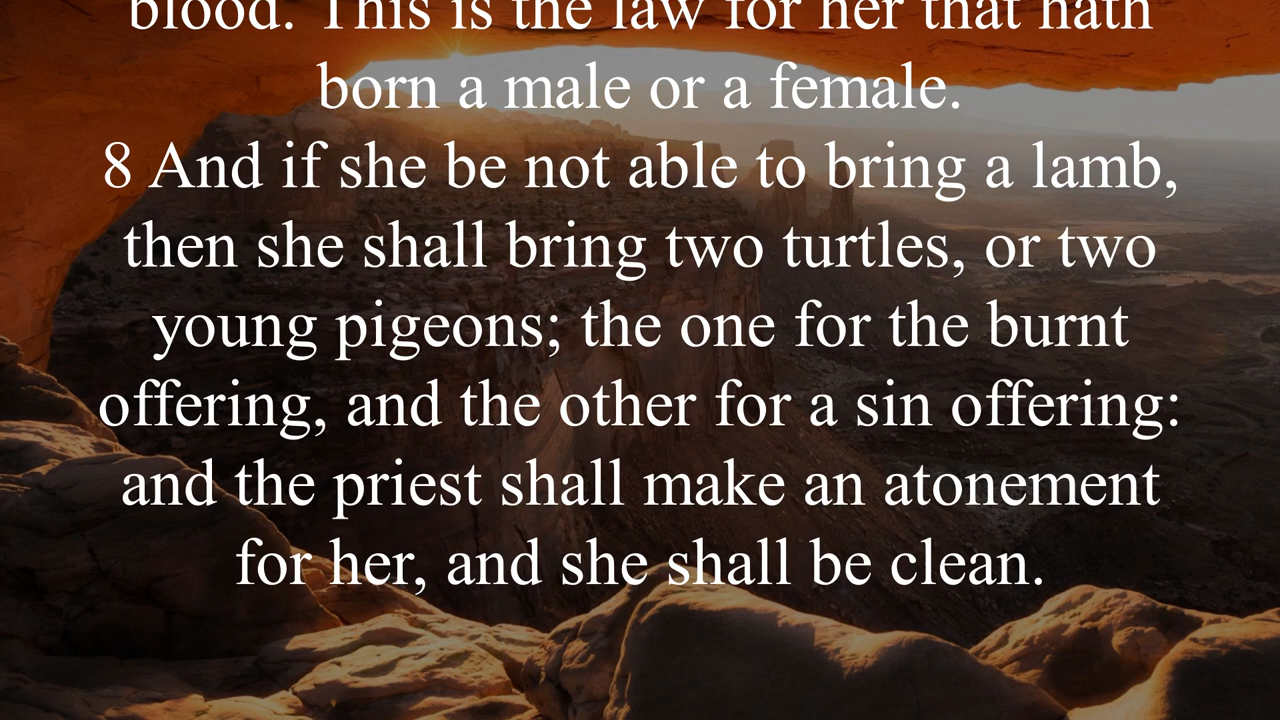 blood. This is the law for her that hath
born a male or a female.
8 And if she be not able to bring a lamb,
then she shall bring two turtles, or two
young pigeons; the one for the burnt
offering, and the other for a sin offering:
and the priest shall make an atonement
for her, and she shall be clean.